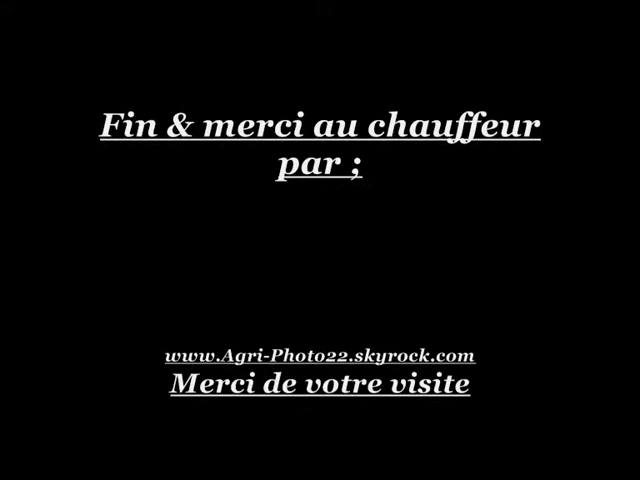 Fin & merci au chauffeur
par ;
www.Agri-Photo22.skyrock.com
Merci de votre visite